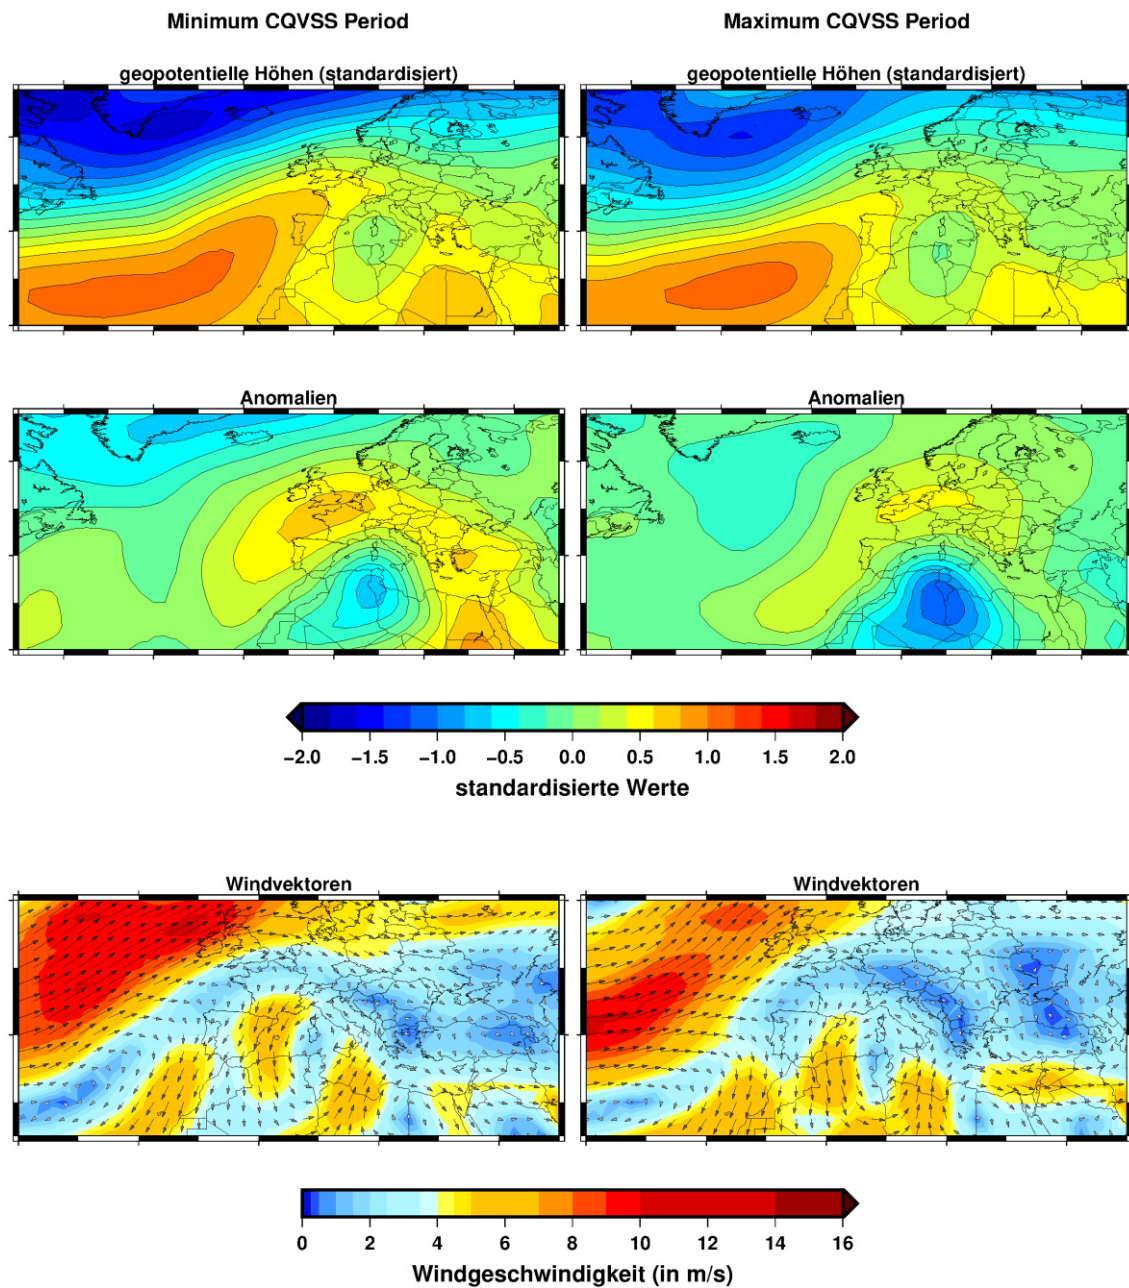 Minimum CQVSS Period
Maximum CQVSS Period
geopotentielle Höhen (standardisiert)
geopotentielle Höhen (standardisiert)
Anomalien
Anomalien
−2.0 −1.5 −1.0 −0.5 0.0 0.5 1.0 1.5 2.0
standardisierte Werte
Windvektoren
Windvektoren
0 2 4 6 8 10 12 14 16
Windgeschwindigkeit (in m/s)